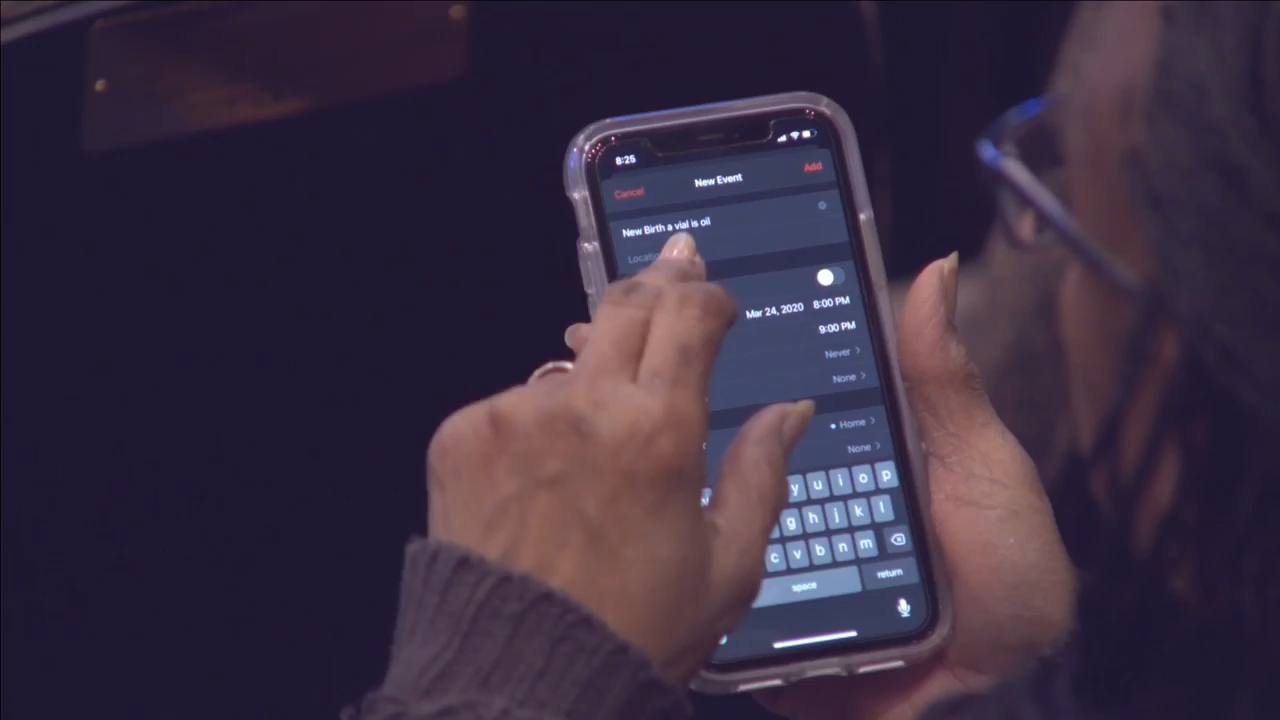 8:25
Cancel New Event Add
New Birth a vial is oil
Location
Mar 24, 2020 8:00 PM
9:00 PM
Never
None
Home
None
y u i o p
g h j k l
c v b n m
space return